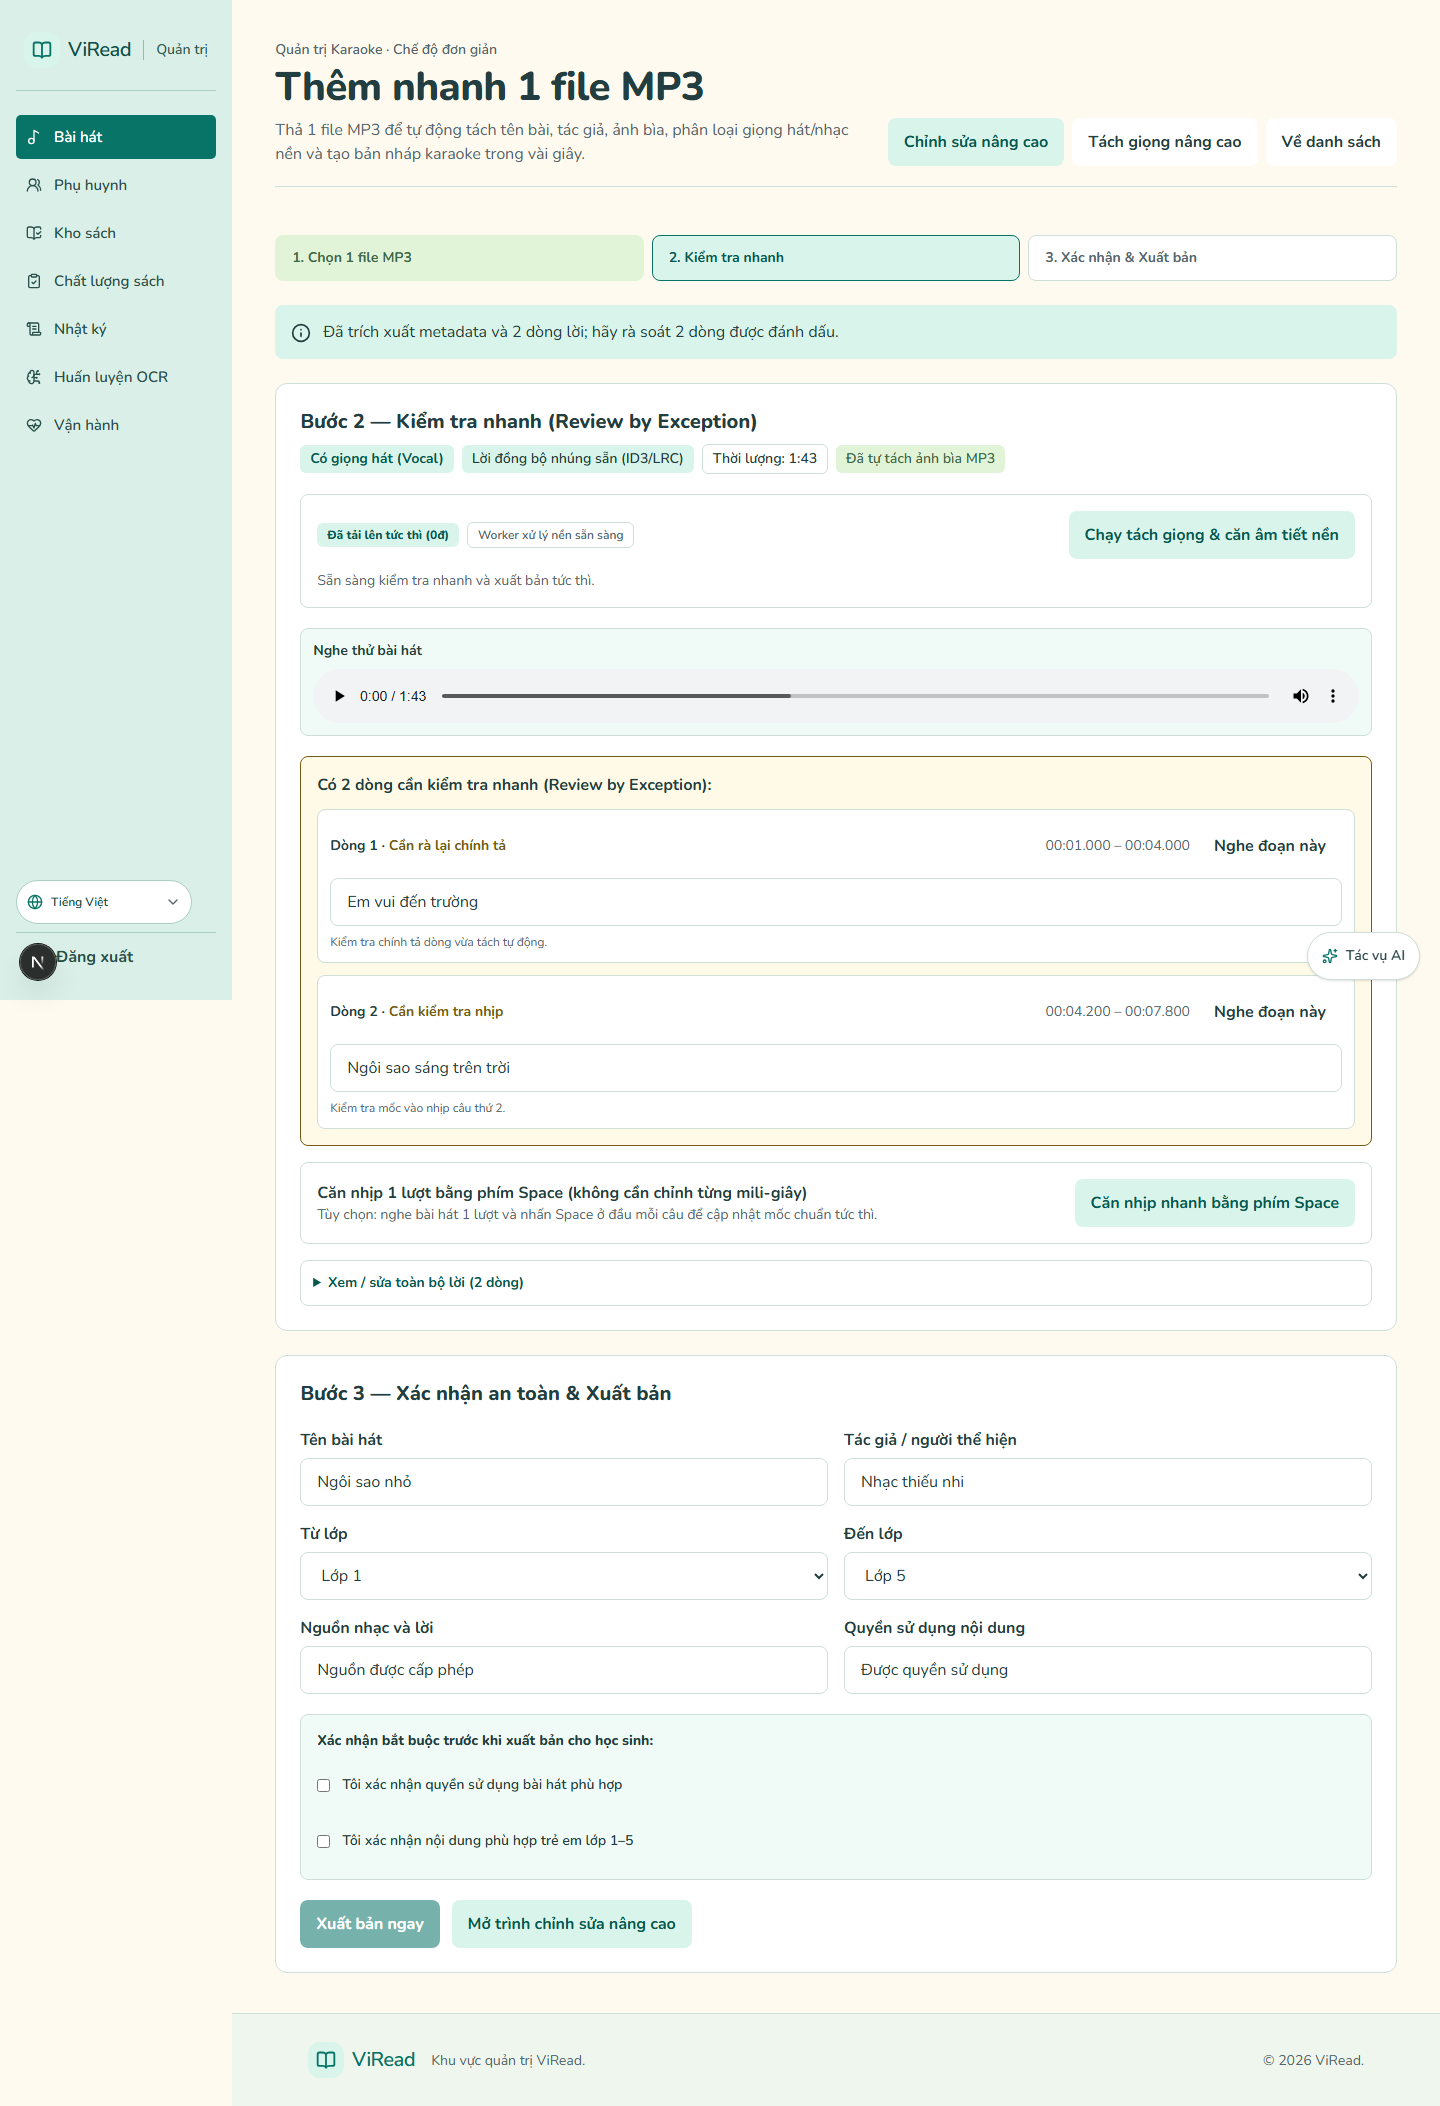 ViRead
Quản trị
Bài hát
Phụ huynh
Kho sách
Chất lượng sách
Nhật ký
Huấn luyện OCR
Vận hành
Tiếng Việt
N
Đăng xuất
Quản trị Karaoke · Chế độ đơn giản
Thêm nhanh 1 file MP3
Thả 1 file MP3 để tự động tách tên bài, tác giả, ảnh bìa, phân loại giọng hát/nhạc
nền và tạo bản nháp karaoke trong vài giây.
Chỉnh sửa nâng cao
Tách giọng nâng cao
Về danh sách
1. Chọn 1 file MP3
2. Kiểm tra nhanh
3. Xác nhận & Xuất bản
Đã trích xuất metadata và 2 dòng lời; hãy rà soát 2 dòng được đánh dấu.
Bước 2 — Kiểm tra nhanh (Review by Exception)
Có giọng hát (Vocal)
Lời đồng bộ nhúng sẵn (ID3/LRC)
Thời lượng: 1:43
Đã tự tách ảnh bìa MP3
Đã tải lên tức thì (0đ)
Worker xử lý nền sẵn sàng
Chạy tách giọng & căn âm tiết nền
Sẵn sàng kiểm tra nhanh và xuất bản tức thì.
Nghe thử bài hát
0:00 / 1:43
Có 2 dòng cần kiểm tra nhanh (Review by Exception):
Dòng 1 · Cần rà lại chính tả
00:01.000 – 00:04.000
Nghe đoạn này
Em vui đến trường
Kiểm tra chính tả dòng vừa tách tự động.
Tác vụ AI
Dòng 2 · Cần kiểm tra nhịp
00:04.200 – 00:07.800
Nghe đoạn này
Ngôi sao sáng trên trời
Kiểm tra mốc vào nhịp câu thứ 2.
Căn nhịp 1 lượt bằng phím Space (không cần chỉnh từng mili-giây)
Tùy chọn: nghe bài hát 1 lượt và nhấn Space ở đầu mỗi câu để cập nhật mốc chuẩn tức thì.
Căn nhịp nhanh bằng phím Space
Xem / sửa toàn bộ lời (2 dòng)
Bước 3 — Xác nhận an toàn & Xuất bản
Tên bài hát
Tác giả / người thể hiện
Ngôi sao nhỏ
Nhạc thiếu nhi
Từ lớp
Đến lớp
Lớp 1
Lớp 5
Nguồn nhạc và lời
Quyền sử dụng nội dung
Nguồn được cấp phép
Được quyền sử dụng
Xác nhận bắt buộc trước khi xuất bản cho học sinh:
Tôi xác nhận quyền sử dụng bài hát phù hợp
Tôi xác nhận nội dung phù hợp trẻ em lớp 1–5
Xuất bản ngay
Mở trình chỉnh sửa nâng cao
ViRead
Khu vực quản trị ViRead.
© 2026 ViRead.